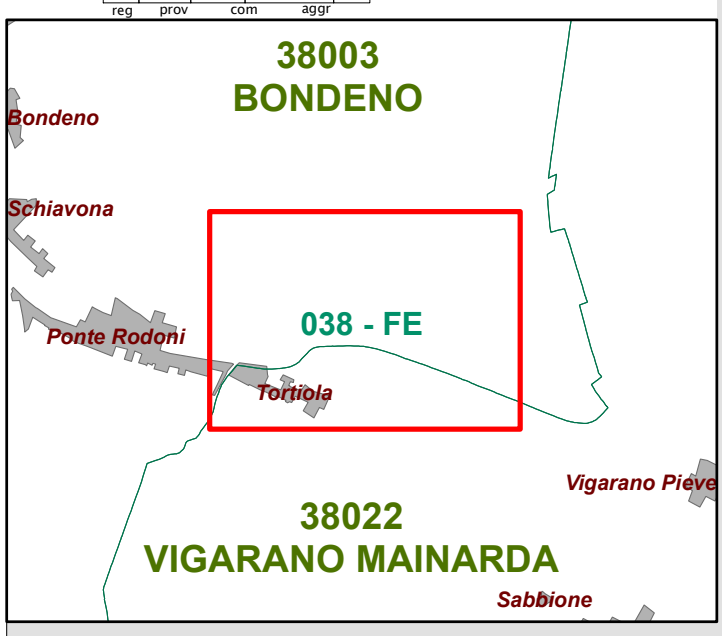 reg prov com aggr
38003
BONDENO
Bondeno
Schiavona
038 - FE
Ponte Rodoni
Tortiola
Vigarano Pieve
38022
VIGARANO MAINARDA
Sabbione